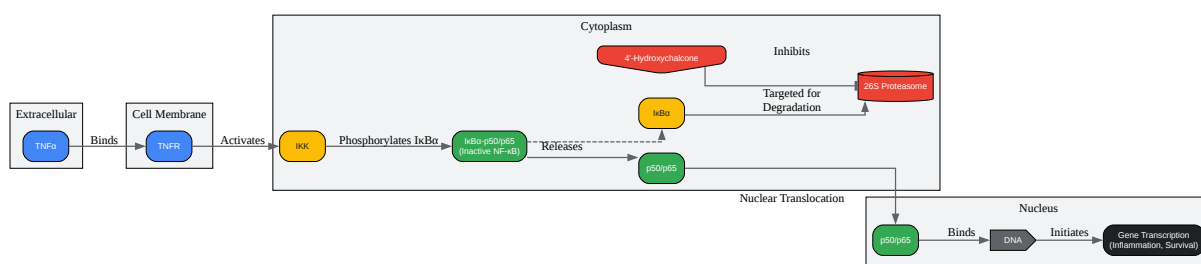 Cytoplasm
4'-Hydroxychalcone
Inhibits
26S Proteasome
Targeted for
Degradation
Extracellular
Cell Membrane
IκBα
TNFα
Binds
TNFR
Activates
IKK
Phosphorylates IκBα
IκBα-p50/p65
(Inactive NF-κB)
Releases
p50/p65
Nuclear Translocation
Nucleus
p50/p65
Binds
DNA
Initiates
Gene Transcription
(Inflammation, Survival)